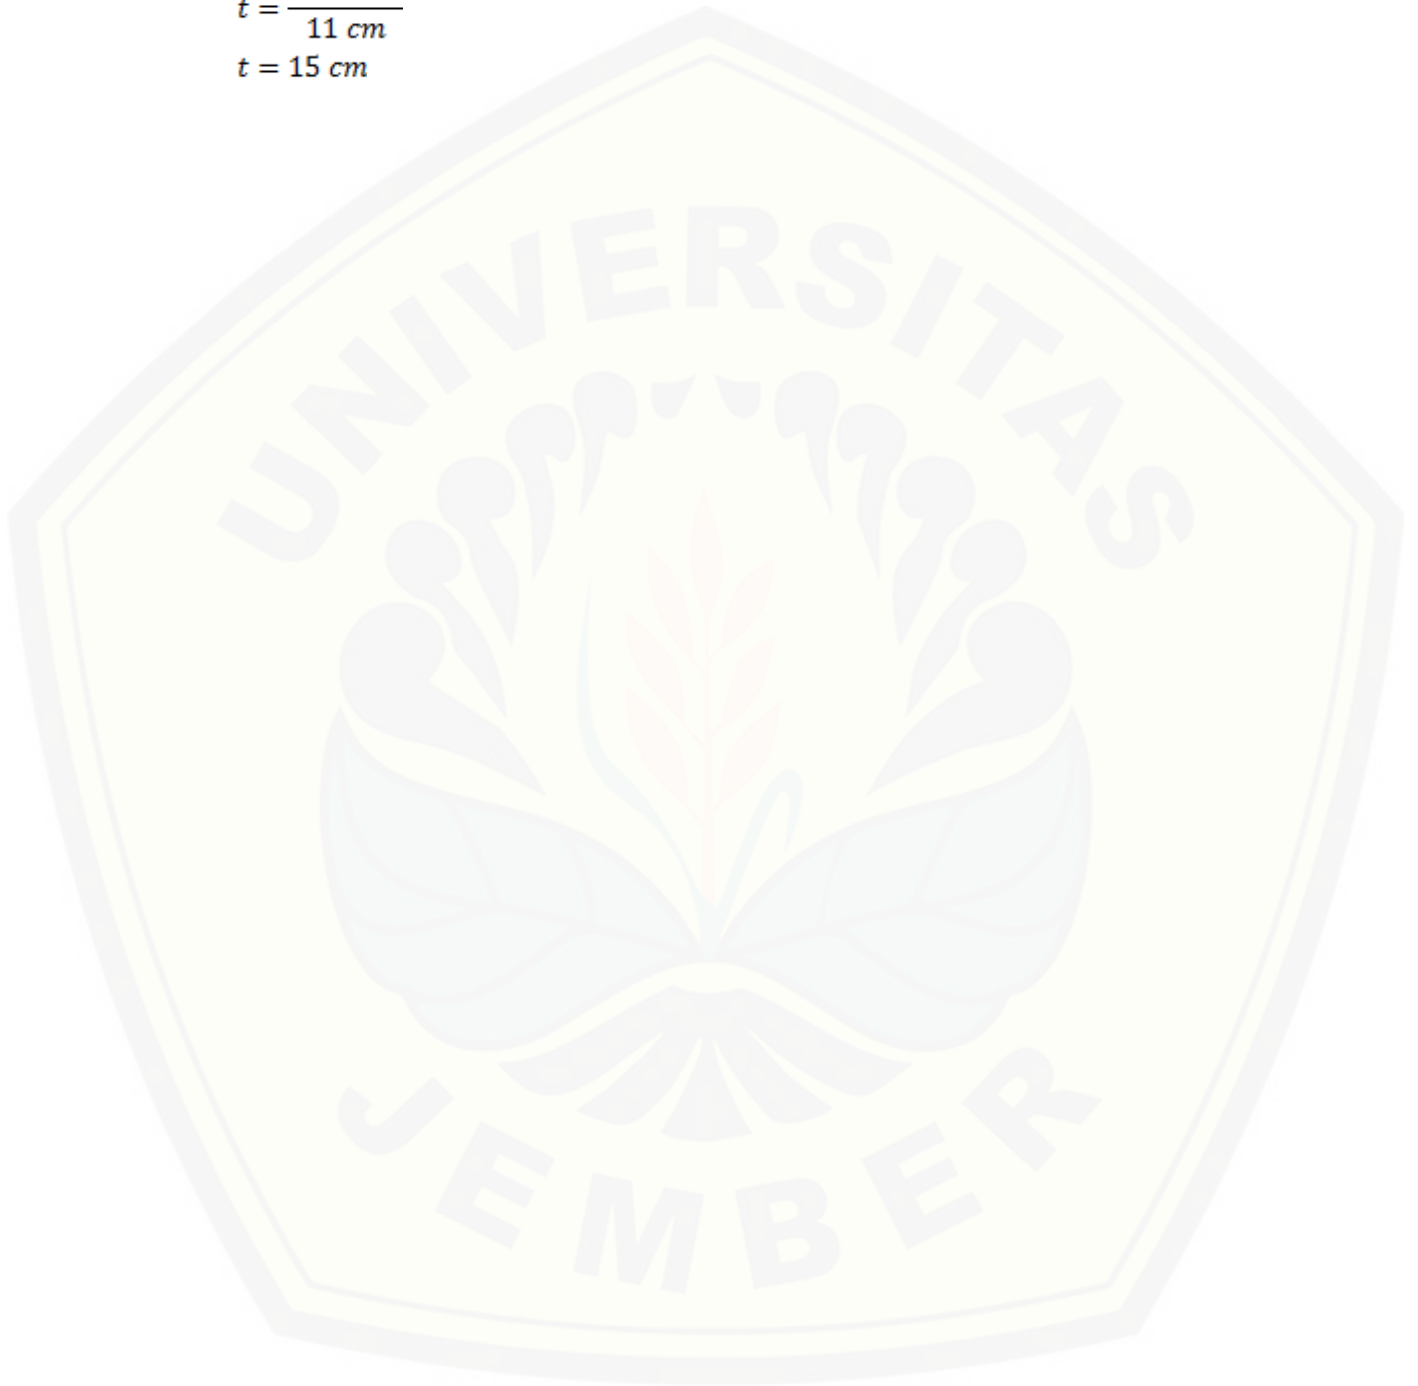 t =
11 cm
t = 15 cm
UNIVERSITAS
JEMBER